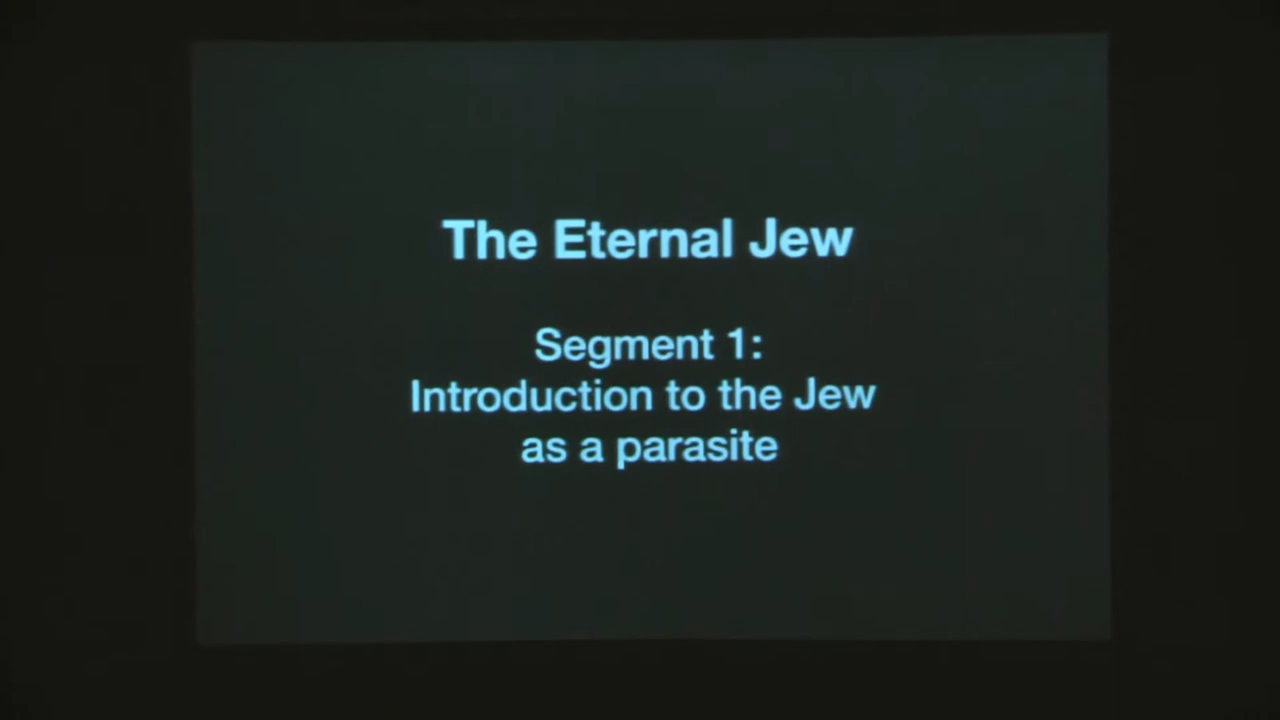 The Eternal Jew
Segment 1:
Introduction to the Jew
as a parasite